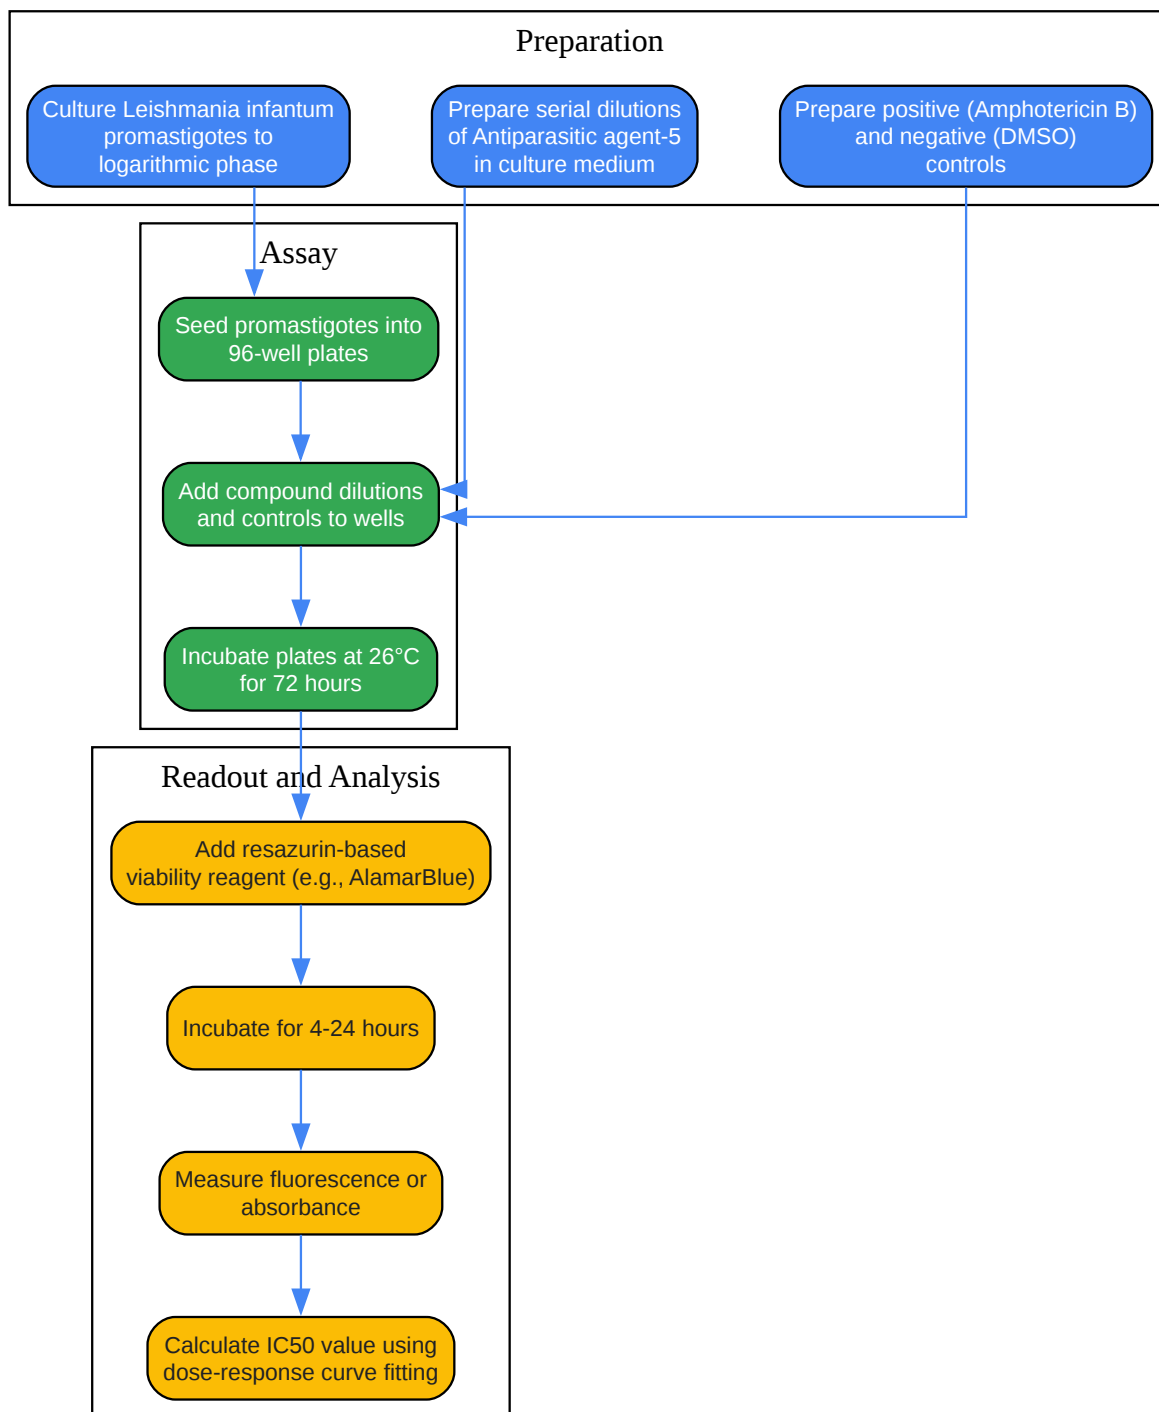 Preparation
Culture Leishmania infantum
promastigotes to
logarithmic phase
Prepare serial dilutions
of Antiparasitic agent-5
in culture medium
Prepare positive (Amphotericin B)
and negative (DMSO)
controls
Assay
Seed promastigotes into
96-well plates
Add compound dilutions
and controls to wells
Incubate plates at 26°C
for 72 hours
Readout and Analysis
Add resazurin-based
viability reagent (e.g., AlamarBlue)
Incubate for 4-24 hours
Measure fluorescence or
absorbance
Calculate IC50 value using
dose-response curve fitting